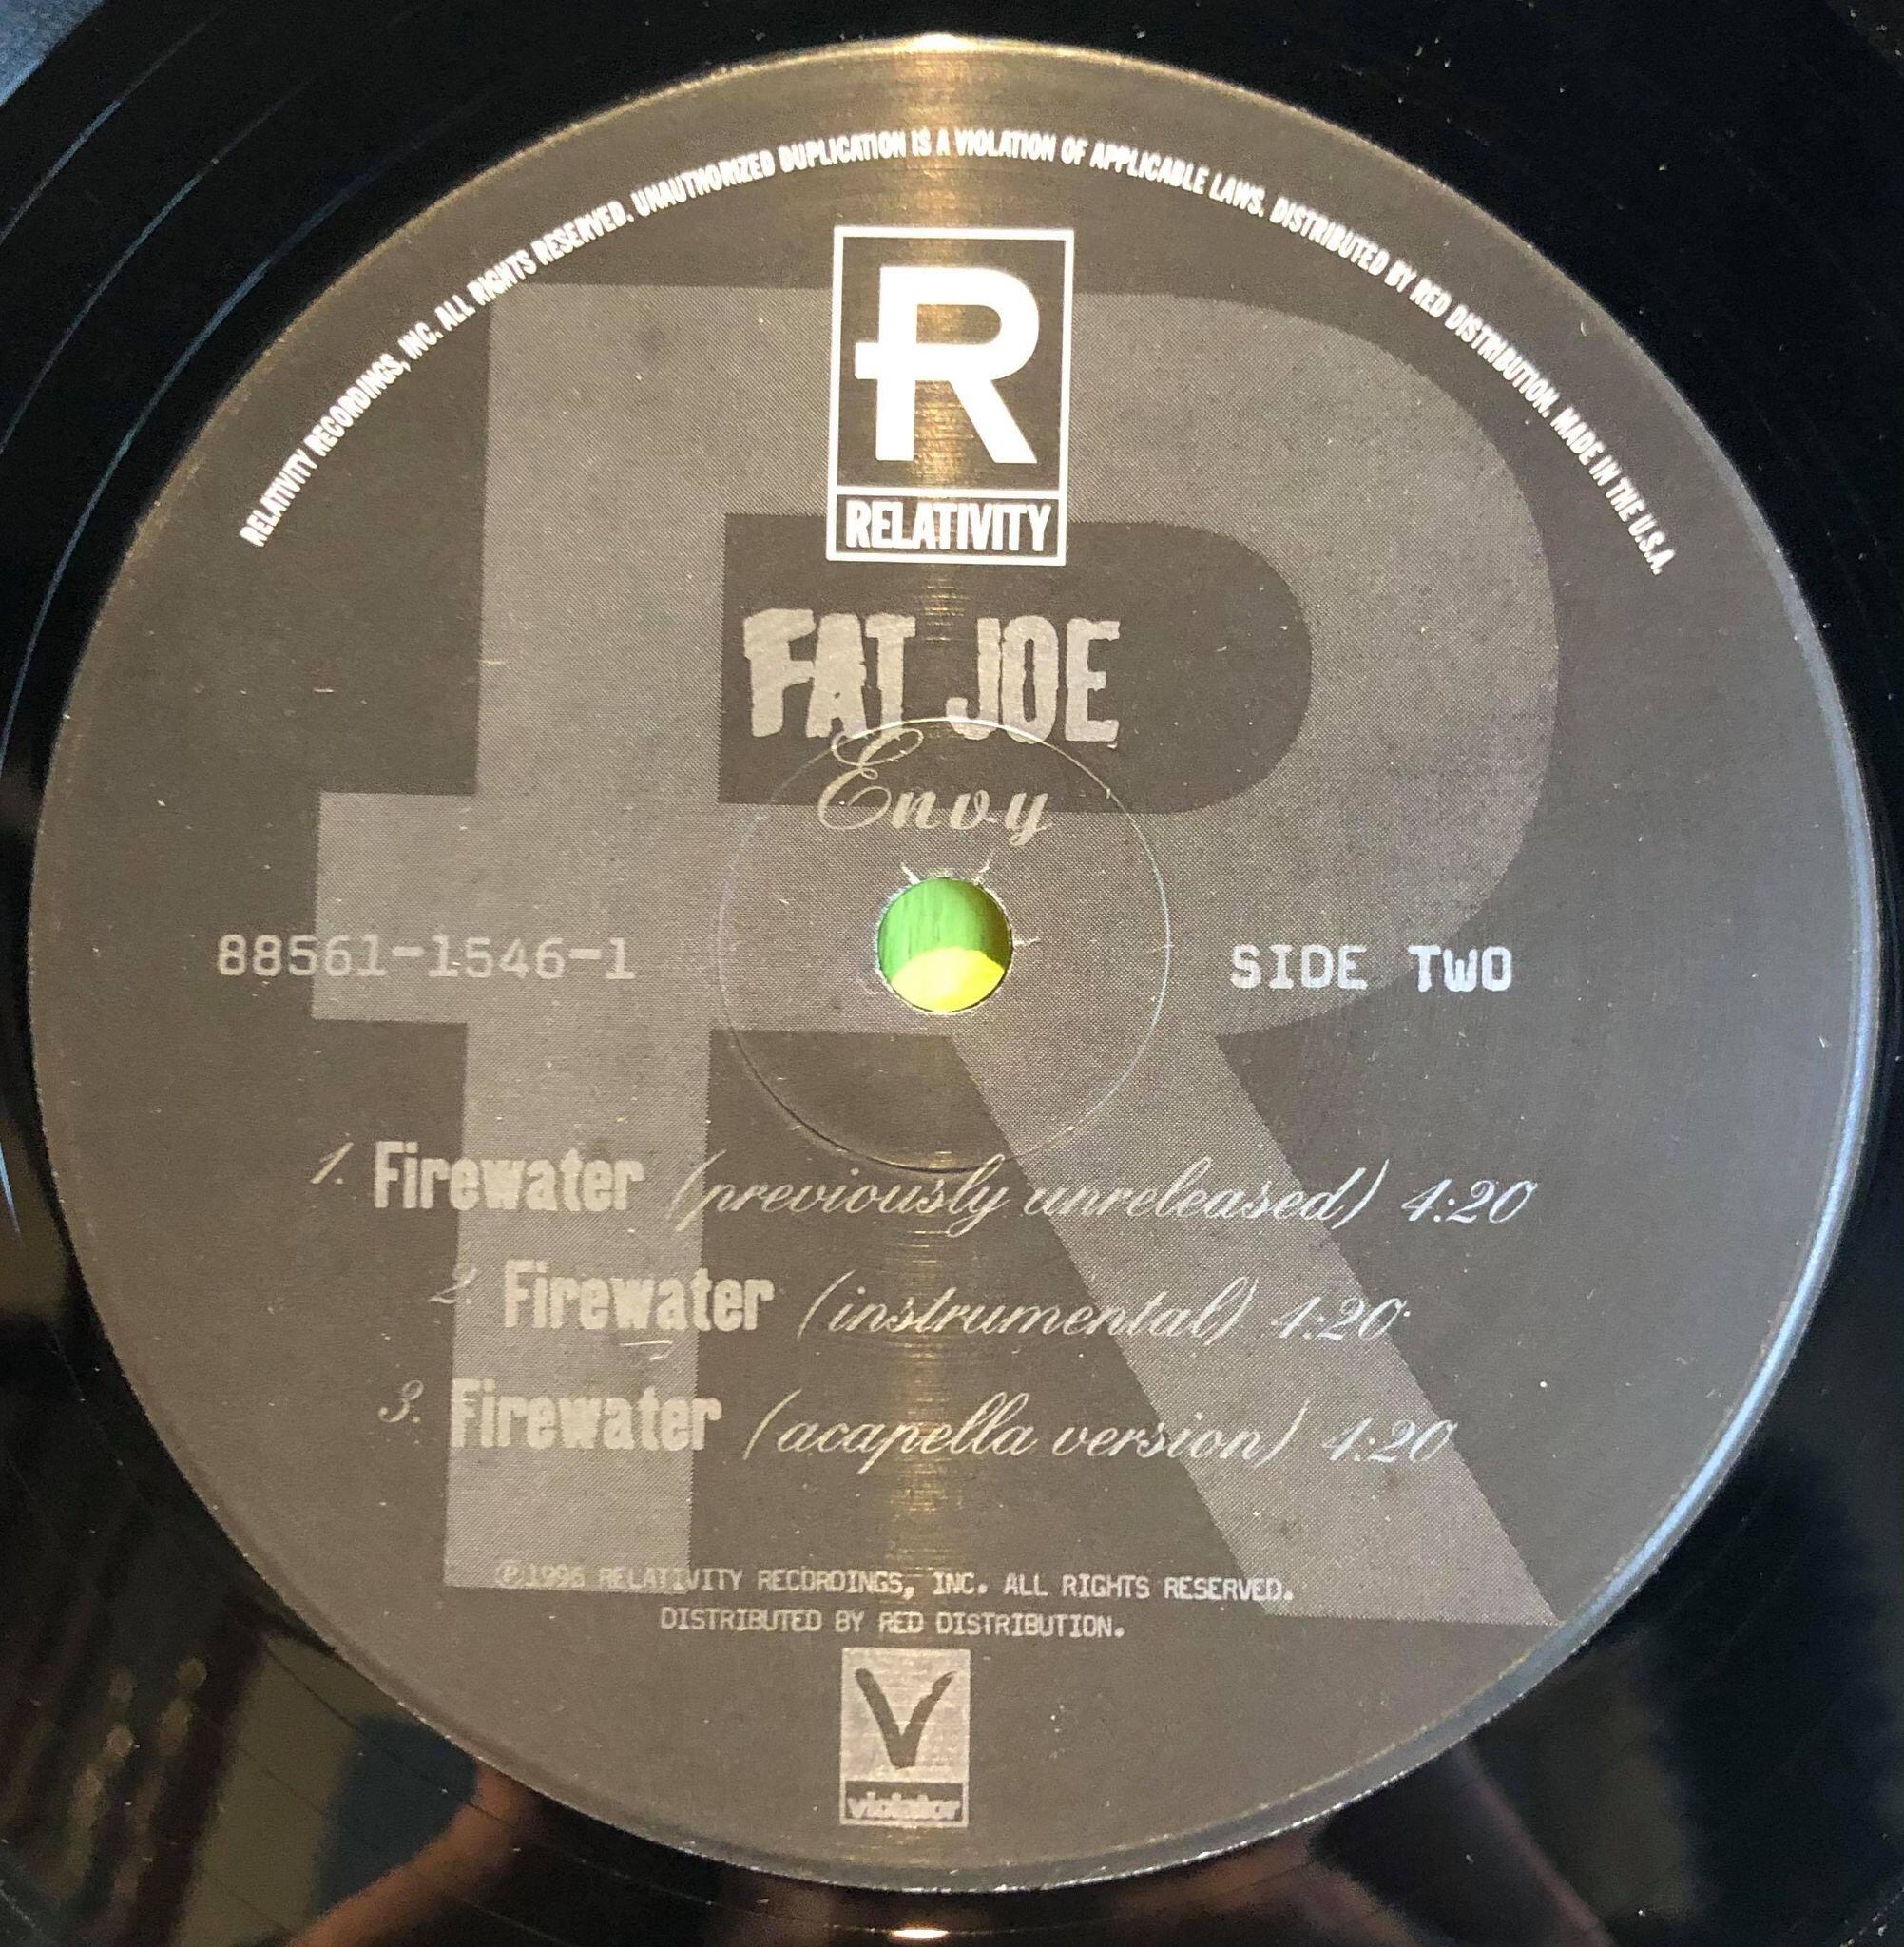 RELATIVITY RECORDINGS, INC. ALL RIGHTS RESERVED. UNAUTHORIZED DUPLICATION IS A VIOLATION OF APPLICABLE LAWS. DISTRIBUTED BY RED DISTRIBUTION. MADE IN THE U.S.A.
R
RELATIVITY
FAT JOE
Envy
88561-1546-1
SIDE TWO
1. Firewater (previously unreleased) 4:20
2. Firewater (instrumental) 4:20
3. Firewater (acapella version) 4:20
℗1996 RELATIVITY RECORDINGS, INC. ALL RIGHTS RESERVED.
DISTRIBUTED BY RED DISTRIBUTION.
V
violator